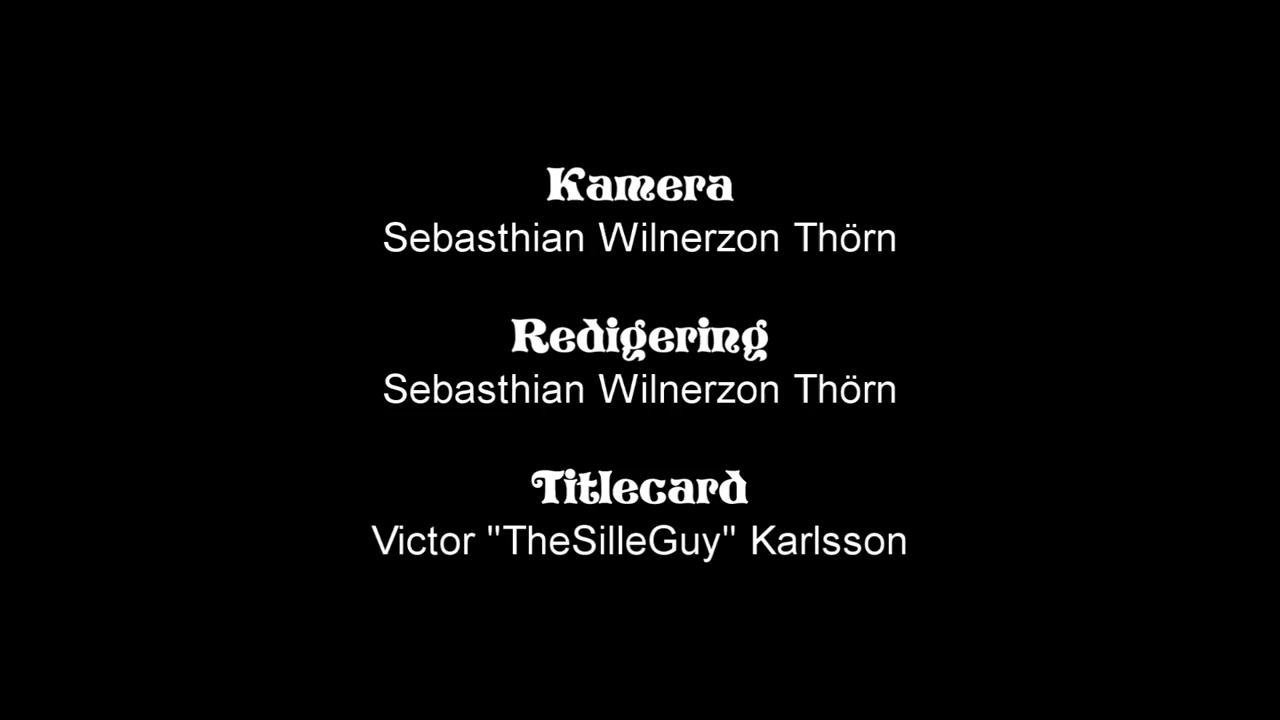 Kamera
Sebasthian Wilnerzon Thörn
Redigering
Sebasthian Wilnerzon Thörn
Titlecard
Victor "TheSilleGuy" Karlsson